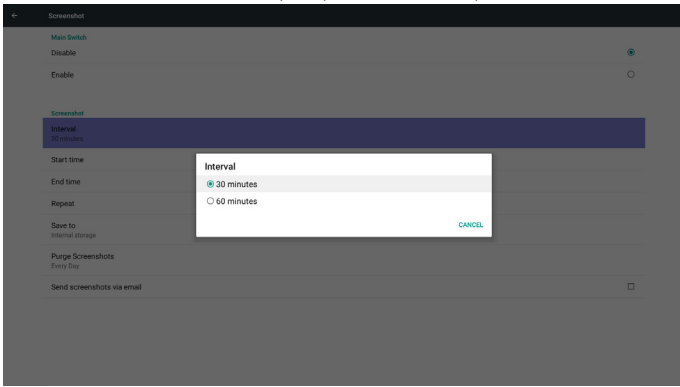 Screenshot
Main Switch
Disable
Enable
Screenshot
Interval
30 minutes
Start time
Interval
30 minutes
60 minutes
CANCEL
End time
Repeat
Save to
Internal storage
Purge Screenshots
Every Day
Send screenshots via email